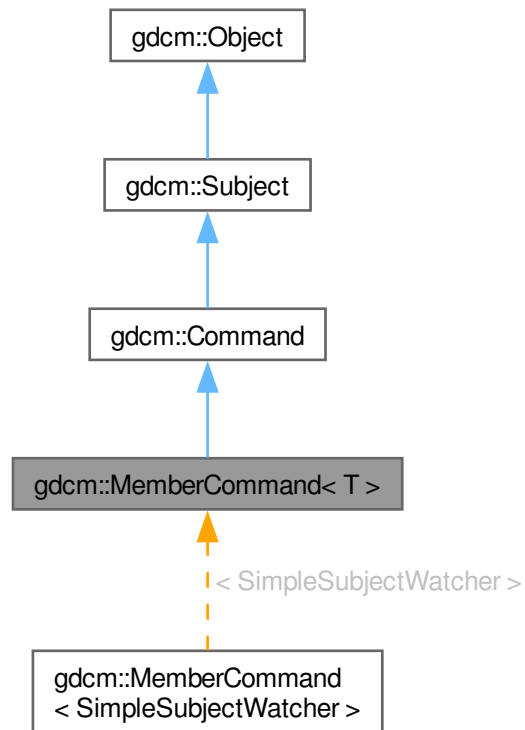 gdcm::Object
gdcm::Subject
gdcm::Command
gdcm::MemberCommand< T >
< SimpleSubjectWatcher >
gdcm::MemberCommand
< SimpleSubjectWatcher >